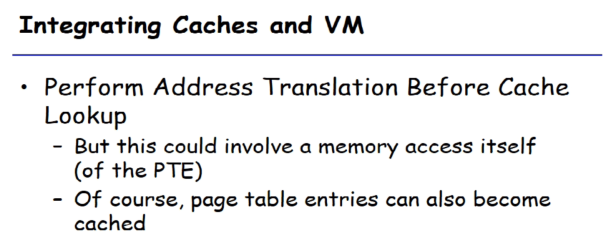 Integrating Caches and VM
• Perform Address Translation Before Cache
Lookup
– But this could involve a memory access itself
(of the PTE)
– Of course, page table entries can also become
cached